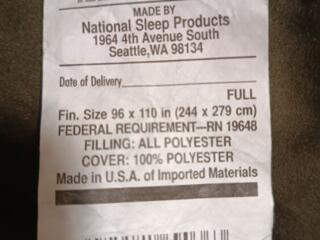 MADE BY
National Sleep Products
1964 4th Avenue South
Seattle,WA 98134
Date of Delivery
FULL
Fin. Size 96 x 110 in (244 x 279 cm)
FEDERAL REQUIREMENT—RN 19648
FILLING: ALL POLYESTER
COVER: 100% POLYESTER
Made in U.S.A. of Imported Materials